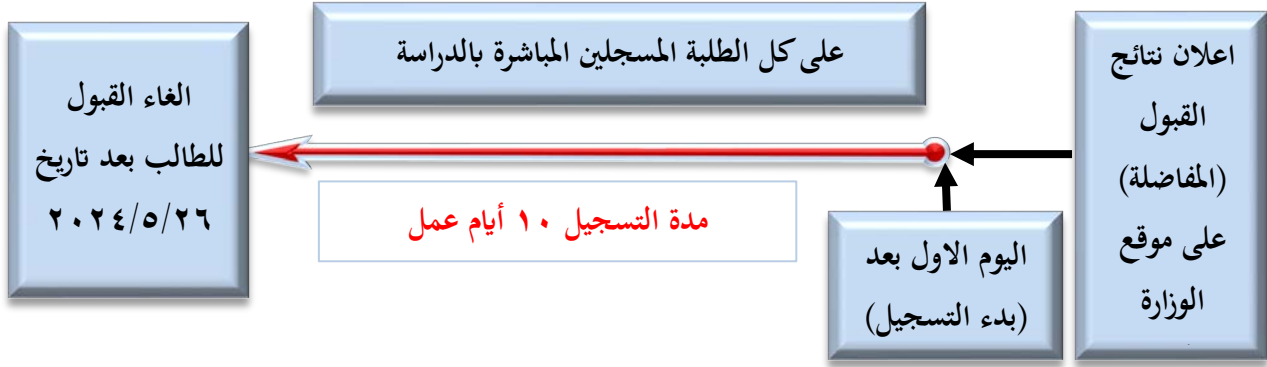 اعلان نتائج
القبول
(المفاضلة)
على موقع
الوزارة
على كل الطلبة المسجلين المباشرة بالدراسة
اليوم الاول بعد
(بدء التسجيل)
مدة التسجيل ١٠ أيام عمل
الغاء القبول
للطالب بعد تاريخ
٢٠٢٤/٥/٢٦